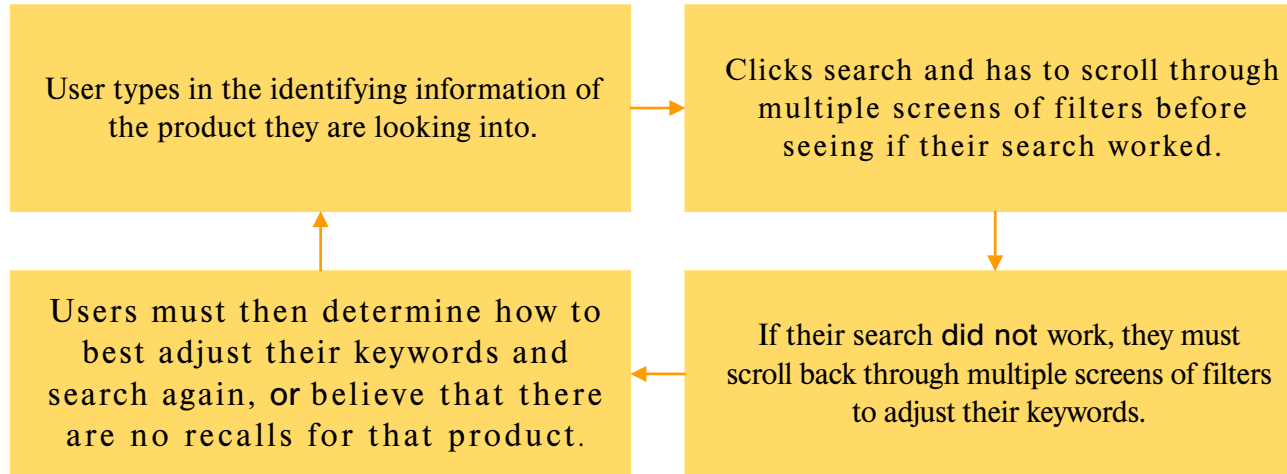 User types in the identifying information of
the product they are looking into.
Clicks search and has to scroll through
multiple screens of filters before
seeing if their search worked.
If their search did not work, they must
scroll back through multiple screens of filters
to adjust their keywords.
Users must then determine how to
best adjust their keywords and
search again, or believe that there
are no recalls for that product.